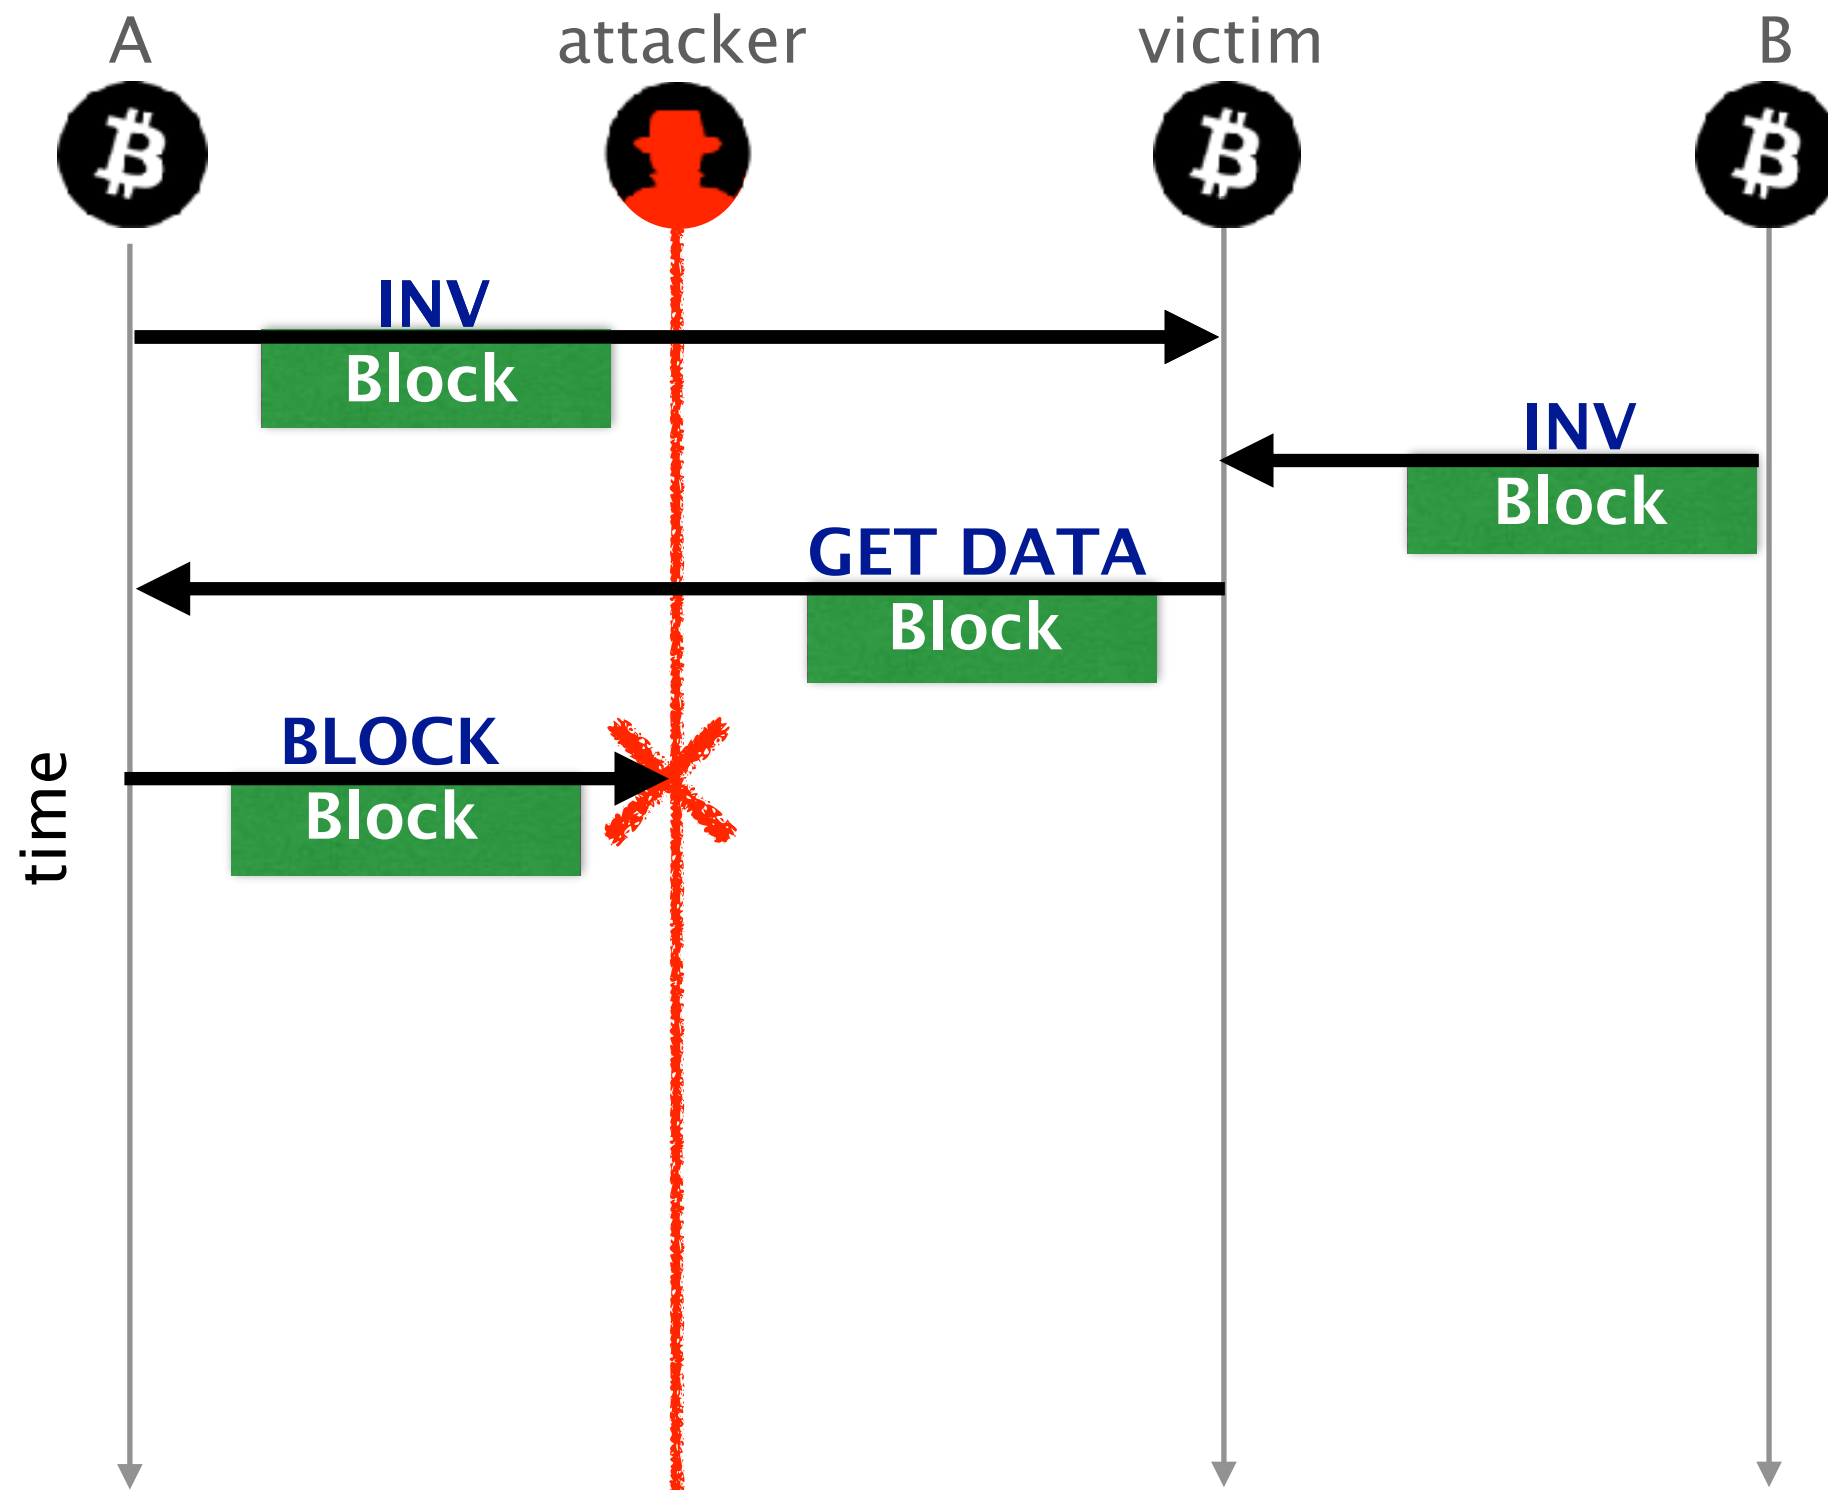 A attacker victim B
INV
Block
INV
Block
GET DATA
Block
BLOCK
Block
time